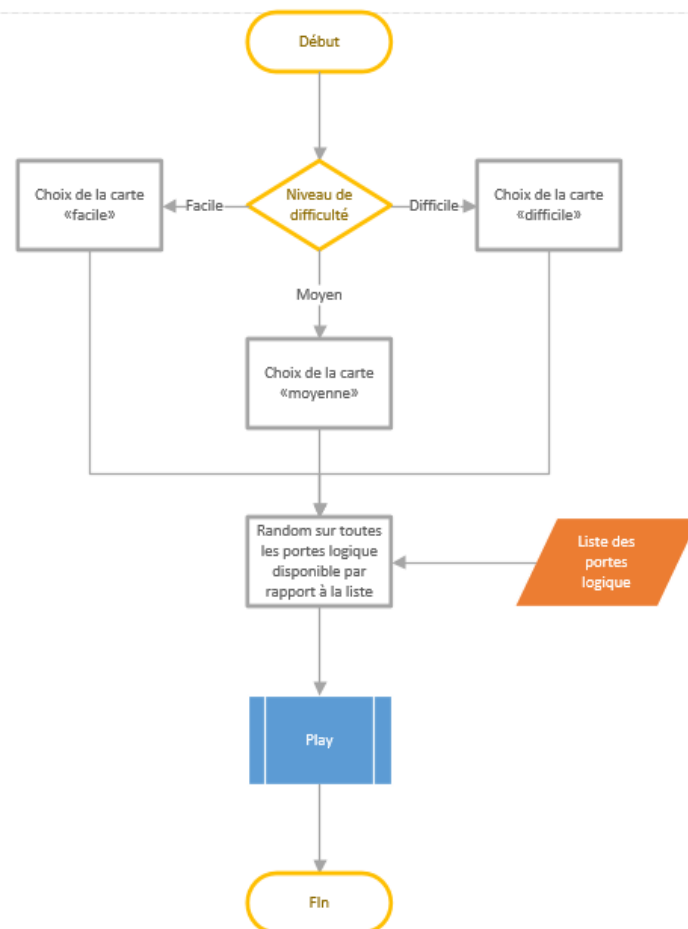 Début
Niveau de
difficulté
Facile
Difficile
Choix de la carte
«facile»
Choix de la carte
«difficile»
Moyen
Choix de la carte
«moyenne»
Random sur toutes
les portes logique
disponible par
rapport à la liste
Liste des
portes
logique
Play
FIn